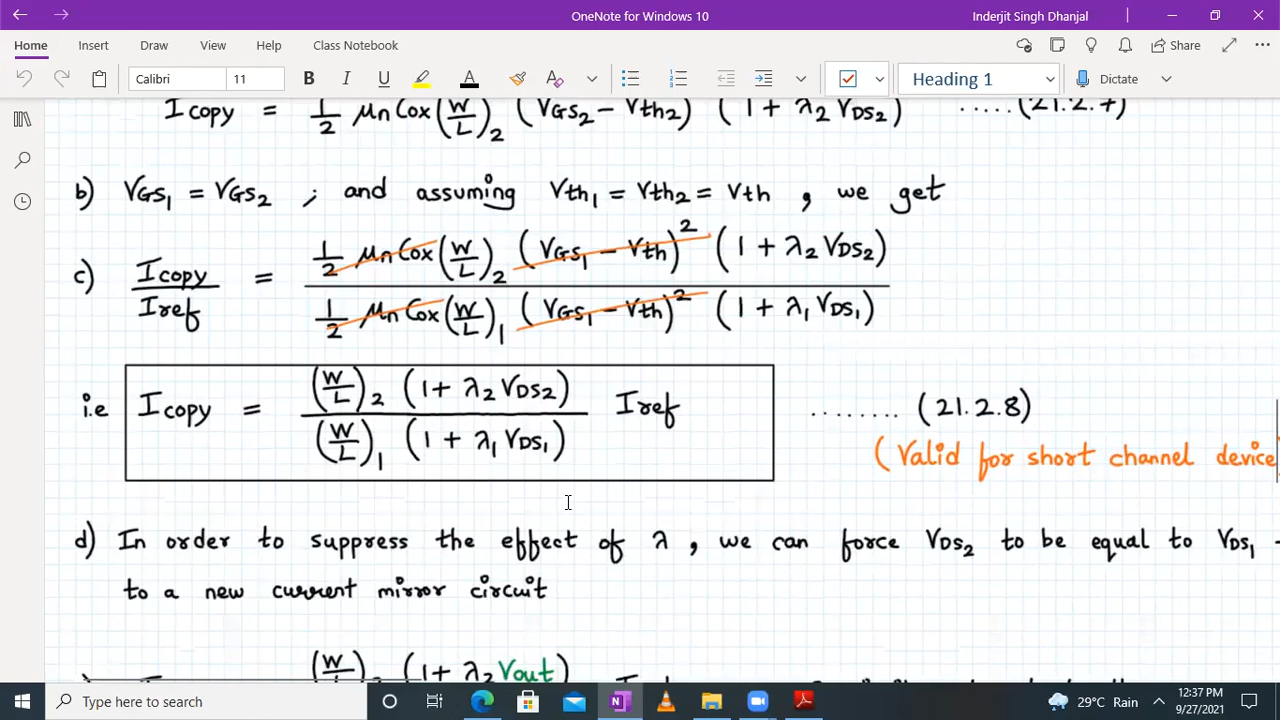 OneNote for Windows 10
Inderjit Singh Dhanjal
Home Insert Draw View Help Class Notebook Share
Calibri 11 B I U A Heading 1 Dictate
Icopy = 1/2 μnCox (W/L)2 (VGS2 − Vth2) (1 + λ2 VDS2) .....(21.2.7)
b) VGS1 = VGS2 ; and assuming Vth1 = Vth2 = Vth , we get
c) Icopy/Iref = 1/2 μnCox (W/L)2 (VGS1 − Vth)^2 (1 + λ2 VDS2) / 1/2 μnCox (W/L)1 (VGS1 − Vth)^2 (1 + λ1 VDS1)
i.e Icopy = (W/L)2 (1 + λ2 VDS2) / (W/L)1 (1 + λ1 VDS1) Iref ........ (21.2.8)
(Valid for short channel device
d) In order to suppress the effect of λ , we can force VDS2 to be equal to VDS1 -
to a new current mirror circuit
(W (1 + λ2 Vout)
Type here to search
29°C Rain
12:37 PM
9/27/2021